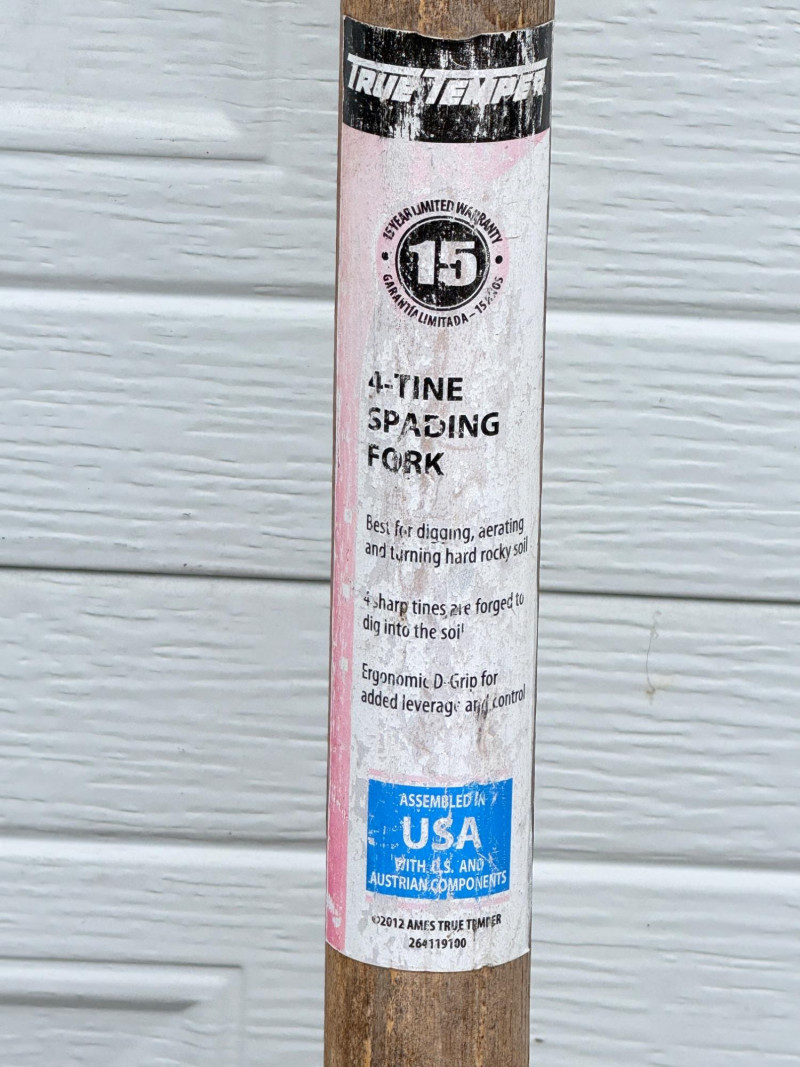 TRUE TEMPER
15 YEAR LIMITED WARRANTY
15
GARANTÍA LIMITADA – 15 AÑOS
4-TINE
SPADING
FORK
Best for digging, aerating
and turning hard rocky soil
4 sharp tines are forged to
dig into the soil
Ergonomic D-Grip for
added leverage and control
ASSEMBLED IN
USA
WITH U.S. AND
AUSTRIAN COMPONENTS
©2012 AMES TRUE TEMPER
264119100